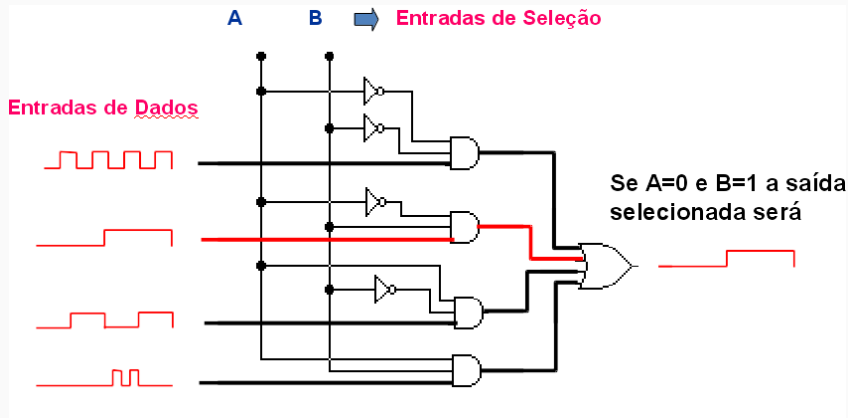 A B Entradas de Seleção
Entradas de Dados
Se A=0 e B=1 a saída
selecionada será